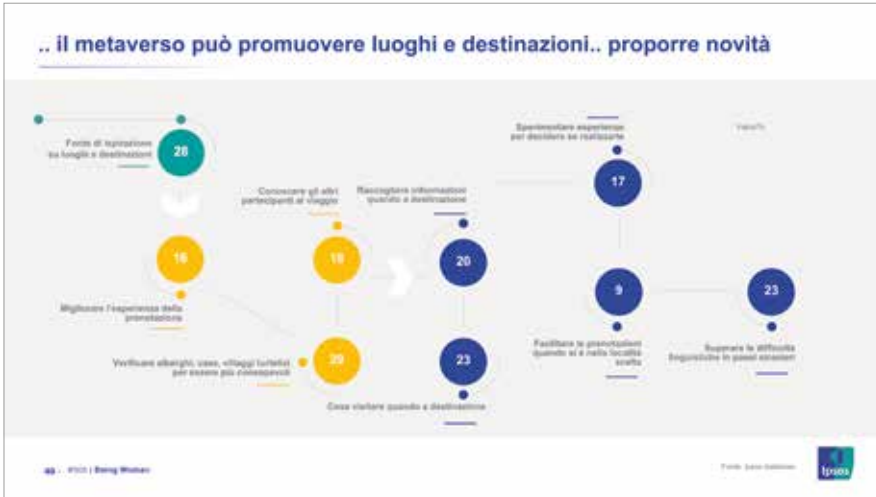 .. il metaverso può promuovere luoghi e destinazioni.. proporre novità
Fonte di ispirazione
su luoghi e destinazioni
28
Conoscere gli altri
partecipanti al viaggio
Raccogliere informazioni
quando a destinazione
Sperimentare esperienze
per decidere se realizzarle
17
16
20
Migliorare l'esperienza della
prenotazione
9
23
Verificare alberghi, case, villaggi turistici
per essere più consapevoli
23
Cosa visitare quando a destinazione
Facilitare le prenotazioni
quando si è nella località
scelta
Superare le difficoltà
linguistiche in paesi stranieri
Ipsos | Being Woman
Ipsos